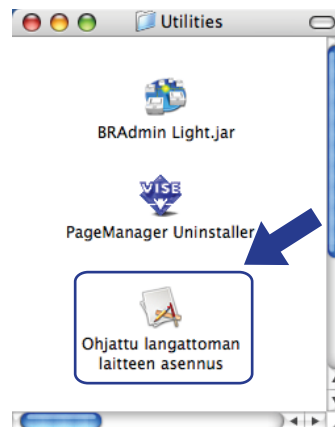 Utilities
BRAdmin Light.jar
VISE
PageManager Uninstaller
Ohjattu langattoman
laitteen asennus